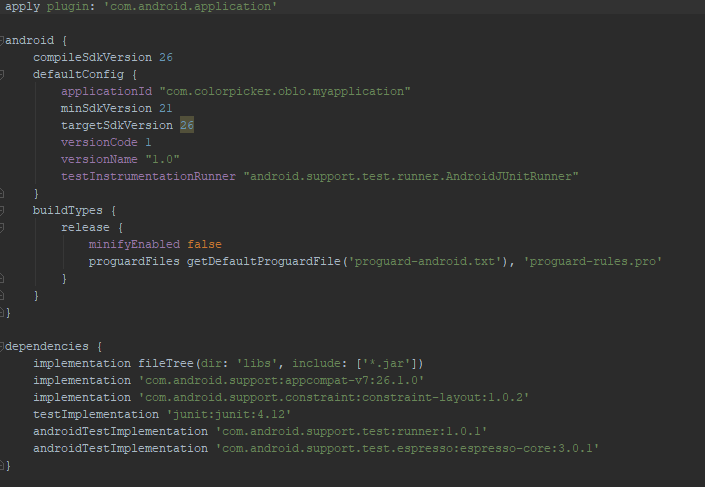 apply plugin: 'com.android.application'
android {
compileSdkVersion 26
defaultConfig {
applicationId "com.colorpicker.oblo.myapplication"
minSdkVersion 21
targetSdkVersion 26
versionCode 1
versionName "1.0"
testInstrumentationRunner "android.support.test.runner.AndroidJUnitRunner"
}
buildTypes {
release {
minifyEnabled false
proguardFiles getDefaultProguardFile('proguard-android.txt'), 'proguard-rules.pro'
}
}
}
dependencies {
implementation fileTree(dir: 'libs', include: ['*.jar'])
implementation 'com.android.support:appcompat-v7:26.1.0'
implementation 'com.android.support.constraint:constraint-layout:1.0.2'
testImplementation 'junit:junit:4.12'
androidTestImplementation 'com.android.support.test:runner:1.0.1'
androidTestImplementation 'com.android.support.test.espresso:espresso-core:3.0.1'
}